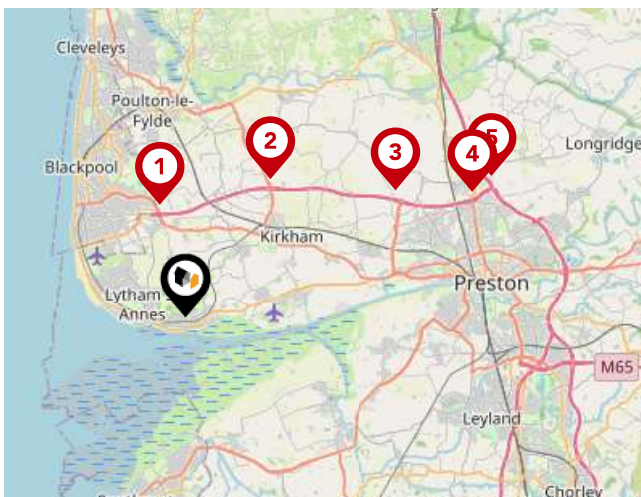 Cleveleys
Poulton-le-
Fylde
Longridge
Blackpool
1
2
3
4
5
Kirkham
Lytham S
Annes
Preston
M65
Leyland
Chorley